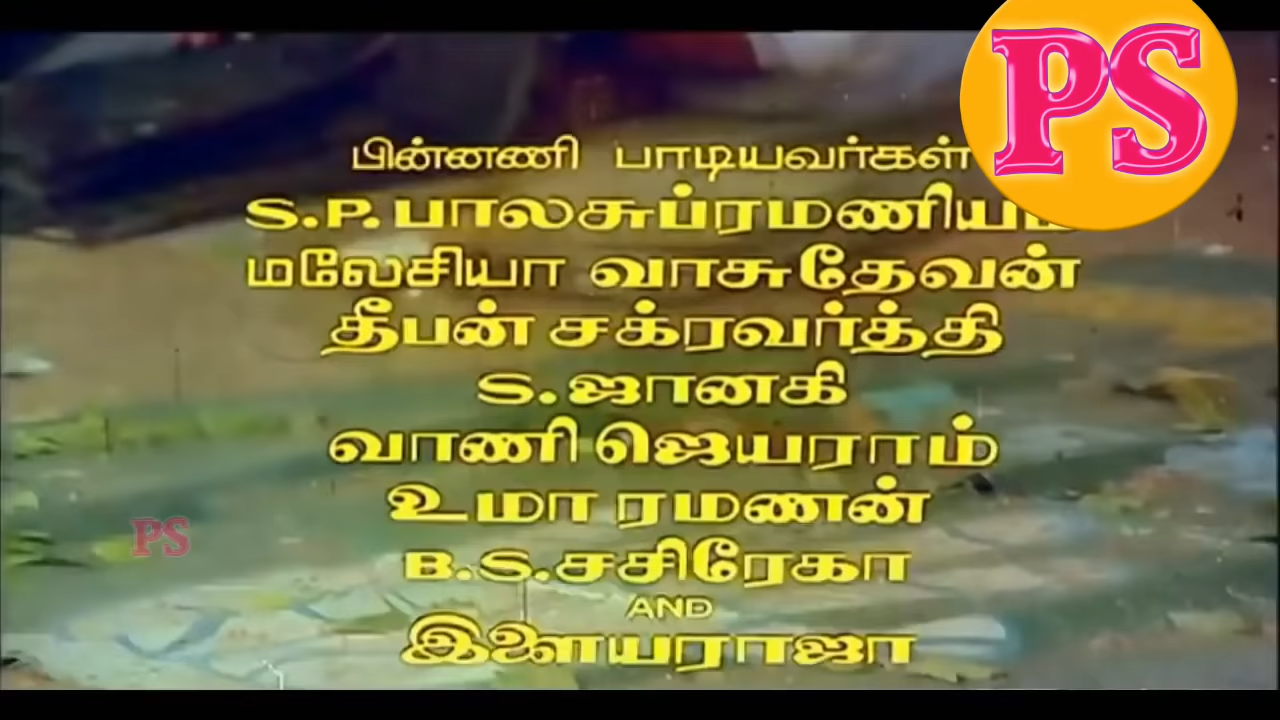 PS
பின்னணி பாடியவர்கள்
S.P.பாலசுப்ரமணியம்
மலேசியா வாசுதேவன்
தீபன் சக்ரவர்த்தி
S.ஜானகி
வாணி ஜெயராம்
உமா ரமணன்
PS
B.S.சசிரேகா
AND
இளையராஜா